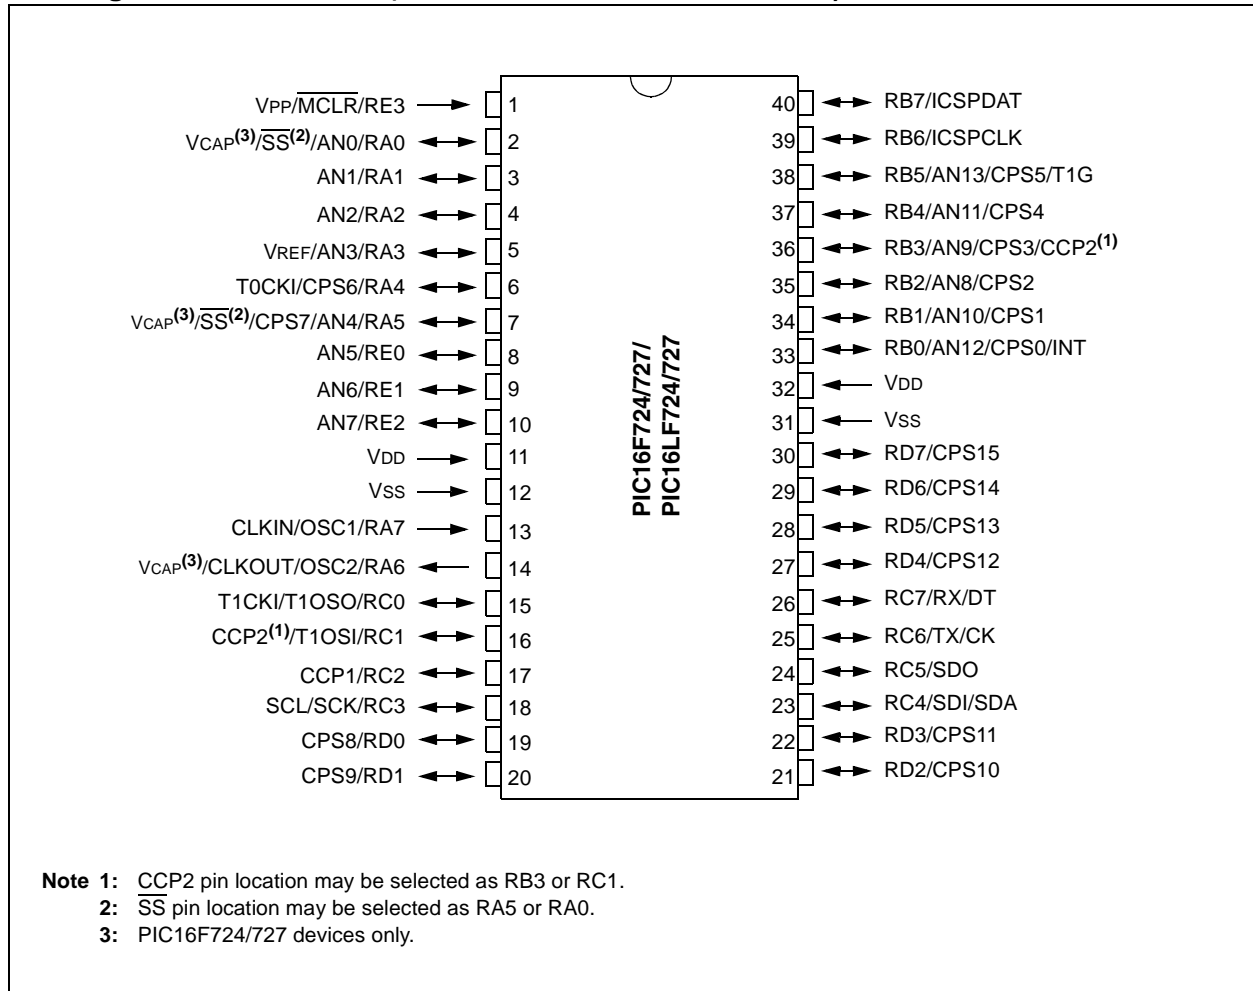 VPP/MCLR/RE3 1 40 RB7/ICSPDAT
VCAP(3)/SS(2)/AN0/RA0 2 39 RB6/ICSPCLK
AN1/RA1 3 38 RB5/AN13/CPS5/T1G
AN2/RA2 4 37 RB4/AN11/CPS4
VREF/AN3/RA3 5 36 RB3/AN9/CPS3/CCP2(1)
T0CKI/CPS6/RA4 6 35 RB2/AN8/CPS2
VCAP(3)/SS(2)/CPS7/AN4/RA5 7 34 RB1/AN10/CPS1
AN5/RE0 8 33 RB0/AN12/CPS0/INT
AN6/RE1 9 32 VDD
AN7/RE2 10 31 VSS
VDD 11 30 RD7/CPS15
VSS 12 29 RD6/CPS14
CLKIN/OSC1/RA7 13 28 RD5/CPS13
VCAP(3)/CLKOUT/OSC2/RA6 14 27 RD4/CPS12
T1CKI/T1OSO/RC0 15 26 RC7/RX/DT
CCP2(1)/T1OSI/RC1 16 25 RC6/TX/CK
CCP1/RC2 17 24 RC5/SDO
SCL/SCK/RC3 18 23 RC4/SDI/SDA
CPS8/RD0 19 22 RD3/CPS11
CPS9/RD1 20 21 RD2/CPS10
PIC16F724/727/
PIC16LF724/727
Note 1: CCP2 pin location may be selected as RB3 or RC1.
2: SS pin location may be selected as RA5 or RA0.
3: PIC16F724/727 devices only.